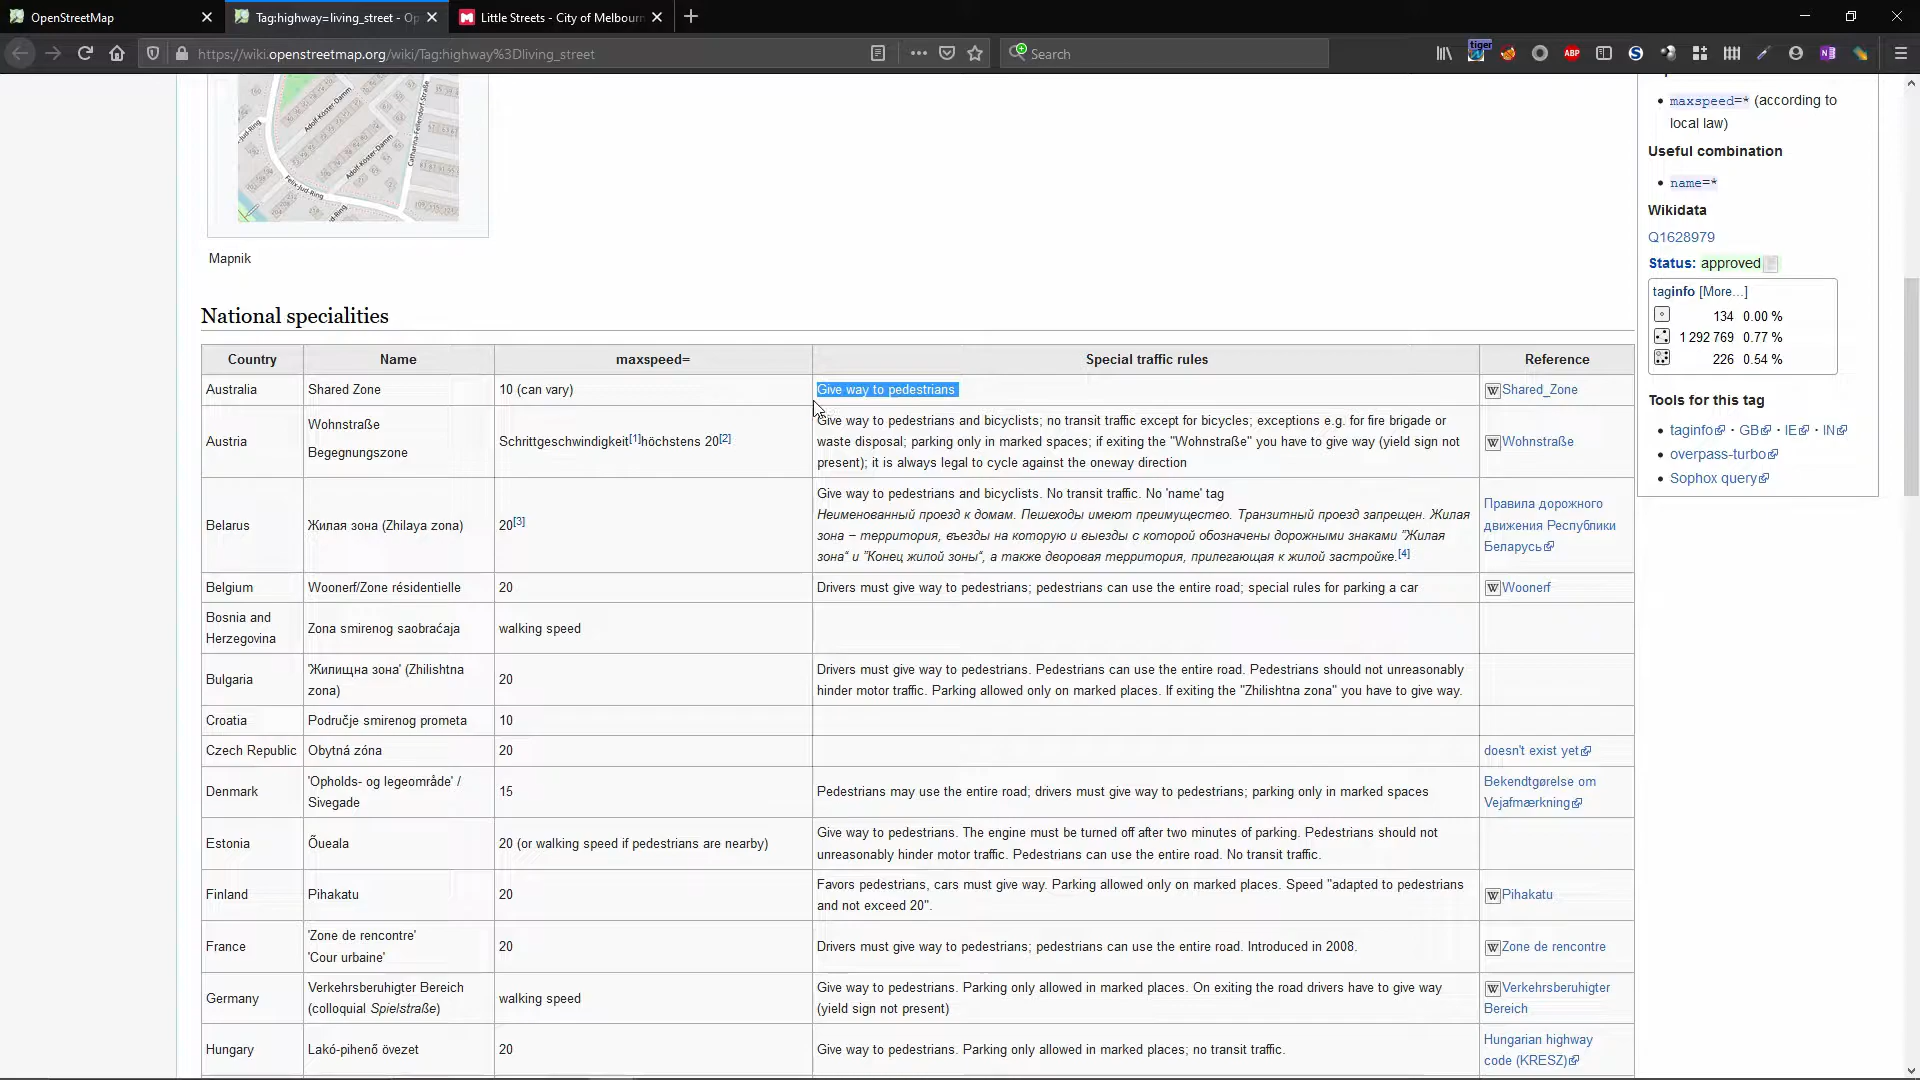 OpenStreetMap
Tag:highway=living_street - Op
Little Streets - City of Melbourn
https://wiki.openstreetmap.org/wiki/Tag:highway%3Dliving_street
Search
tiger
ABP
Adolf-Köster-Damm
Adolf-Köster-Damm
Felix-Jud-Ring
Mapnik
National specialities
Country Name maxspeed= Special traffic rules Reference
Australia Shared Zone 10 (can vary) Give way to pedestrians Shared_Zone
Austria
Wohnstraße
Begegnungszone
Schrittgeschwindigkeit[1]höchstens 20[2]
Give way to pedestrians and bicyclists; no transit traffic except for bicycles; exceptions e.g. for fire brigade or
waste disposal; parking only in marked spaces; if exiting the "Wohnstraße" you have to give way (yield sign not
present); it is always legal to cycle against the oneway direction
Wohnstraße
Belarus
Жилая зона (Zhilaya zona)
20[3]
Give way to pedestrians and bicyclists. No transit traffic. No 'name' tag
Неименованный проезд к домам. Пешеходы имеют преимущество. Транзитный проезд запрещен. Жилая
зона – территория, въезды на которую и выезды с которой обозначены дорожными знаками "Жилая
зона“ и "Конец жилой зоны“, а также дворовая территория, прилегающая к жилой застройке.[4]
Правила дорожного
движения Республики
Беларусь
Belgium Woonerf/Zone résidentielle 20 Drivers must give way to pedestrians; pedestrians can use the entire road; special rules for parking a car Woonerf
Bosnia and
Herzegovina
Zona smirenog saobraćaja walking speed
Bulgaria
'Жилищна зона' (Zhilishtna
zona)
20
Drivers must give way to pedestrians. Pedestrians can use the entire road. Pedestrians should not unreasonably
hinder motor traffic. Parking allowed only on marked places. If exiting the "Zhilishtna zona" you have to give way.
Croatia Područje smirenog prometa 10
Czech Republic Obytná zóna 20 doesn't exist yet
Denmark
'Opholds- og legeområde' /
Sivegade
15
Pedestrians may use the entire road; drivers must give way to pedestrians; parking only in marked spaces
Bekendtgørelse om
Vejafmærkning
Estonia Õueala 20 (or walking speed if pedestrians are nearby)
Give way to pedestrians. The engine must be turned off after two minutes of parking. Pedestrians should not
unreasonably hinder motor traffic. Pedestrians can use the entire road. No transit traffic.
Finland Pihakatu 20
Favors pedestrians, cars must give way. Parking allowed only on marked places. Speed "adapted to pedestrians
and not exceed 20".
Pihakatu
France
'Zone de rencontre'
'Cour urbaine'
20
Drivers must give way to pedestrians; pedestrians can use the entire road. Introduced in 2008.
Zone de rencontre
Germany
Verkehrsberuhigter Bereich
(colloquial Spielstraße)
walking speed
Give way to pedestrians. Parking only allowed in marked places. On exiting the road drivers have to give way
(yield sign not present)
Verkehrsberuhigter
Bereich
Hungary Lakó-pihenő övezet 20 Give way to pedestrians. Parking only allowed in marked places; no transit traffic.
Hungarian highway
code (KRESZ)
maxspeed=* (according to
local law)
Useful combination
name=*
Wikidata
Q1628979
Status: approved
taginfo [More...]
134 0.00 %
1 292 769 0.77 %
226 0.54 %
Tools for this tag
taginfo · GB · IE · IN
overpass-turbo
Sophox query